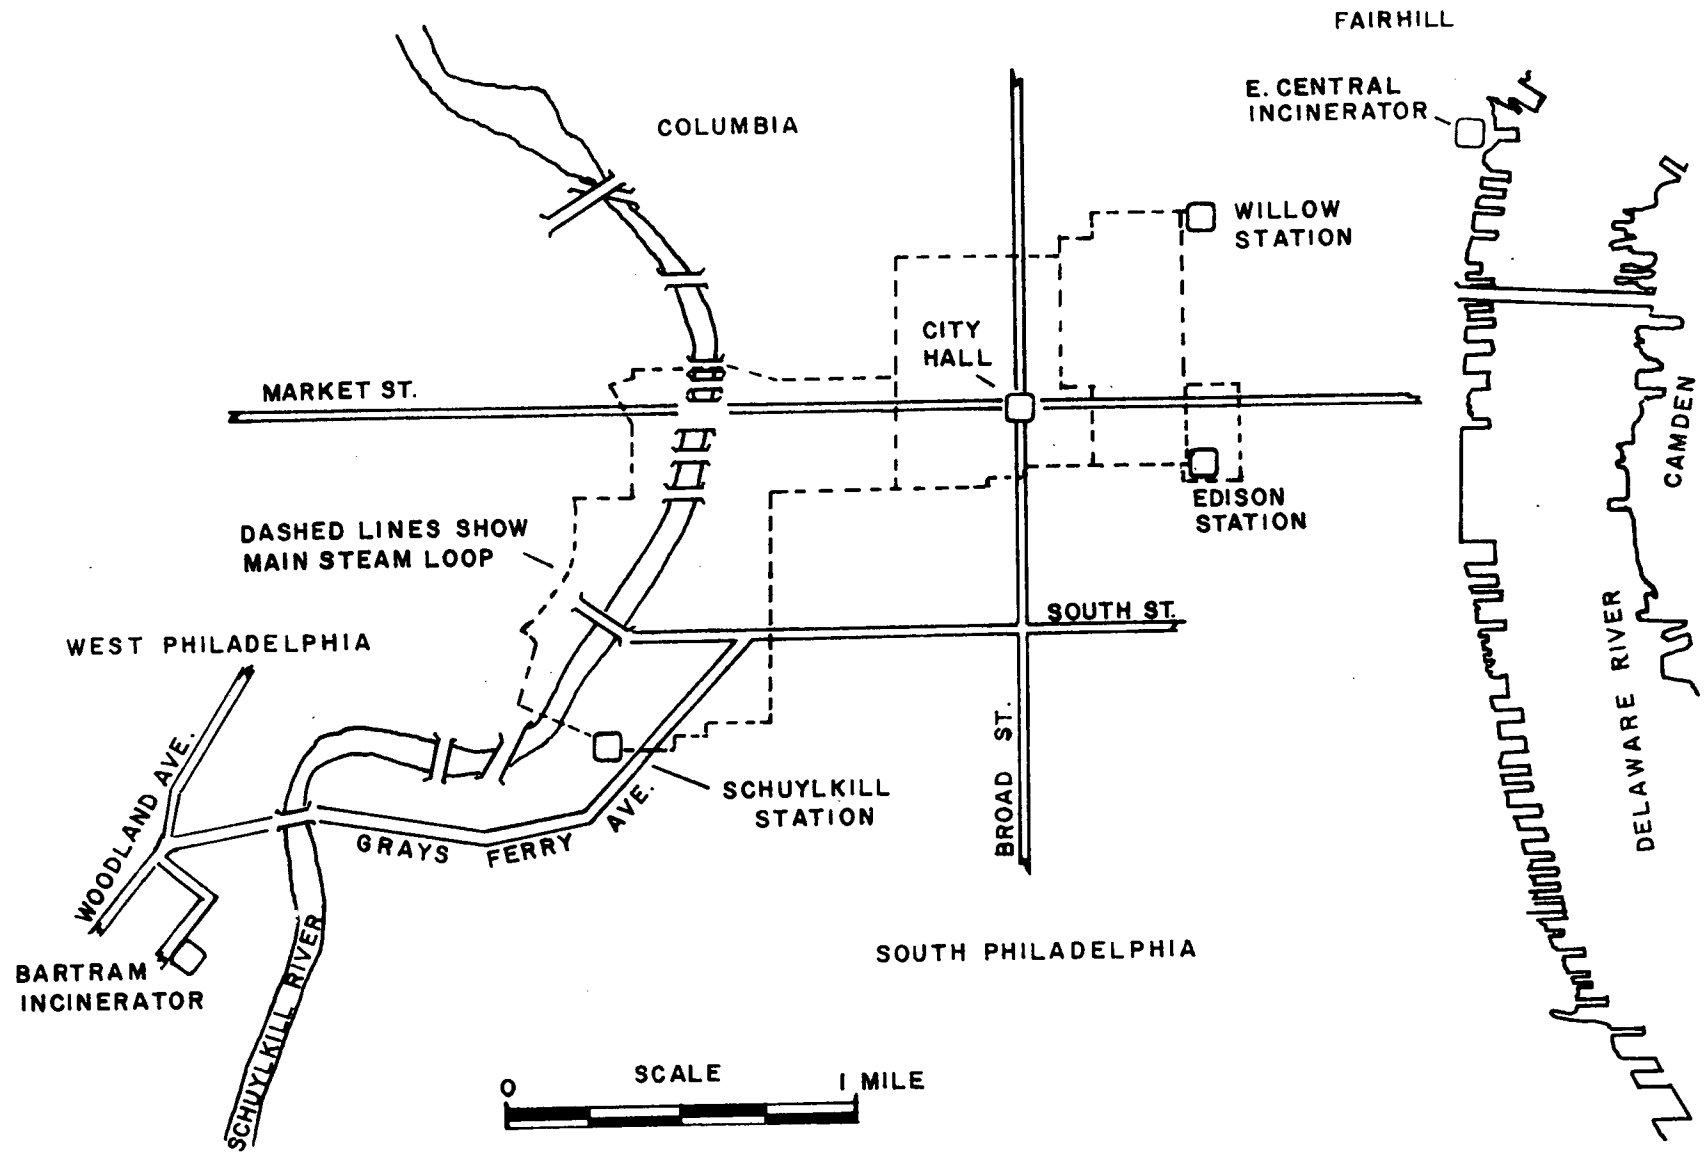 FAIRHILL
E. CENTRAL
INCINERATOR
COLUMBIA
WILLOW
STATION
CITY
HALL
MARKET ST.
CAMDEN
EDISON
STATION
DASHED LINES SHOW
MAIN STEAM LOOP
SOUTH ST.
WEST PHILADELPHIA
DELAWARE RIVER
WOODLAND AVE.
BROAD ST.
SCHUYLKILL
STATION
GRAYS FERRY AVE.
SOUTH PHILADELPHIA
BARTRAM
INCINERATOR
SCHUYLKILL RIVER
SCALE
0 1 MILE